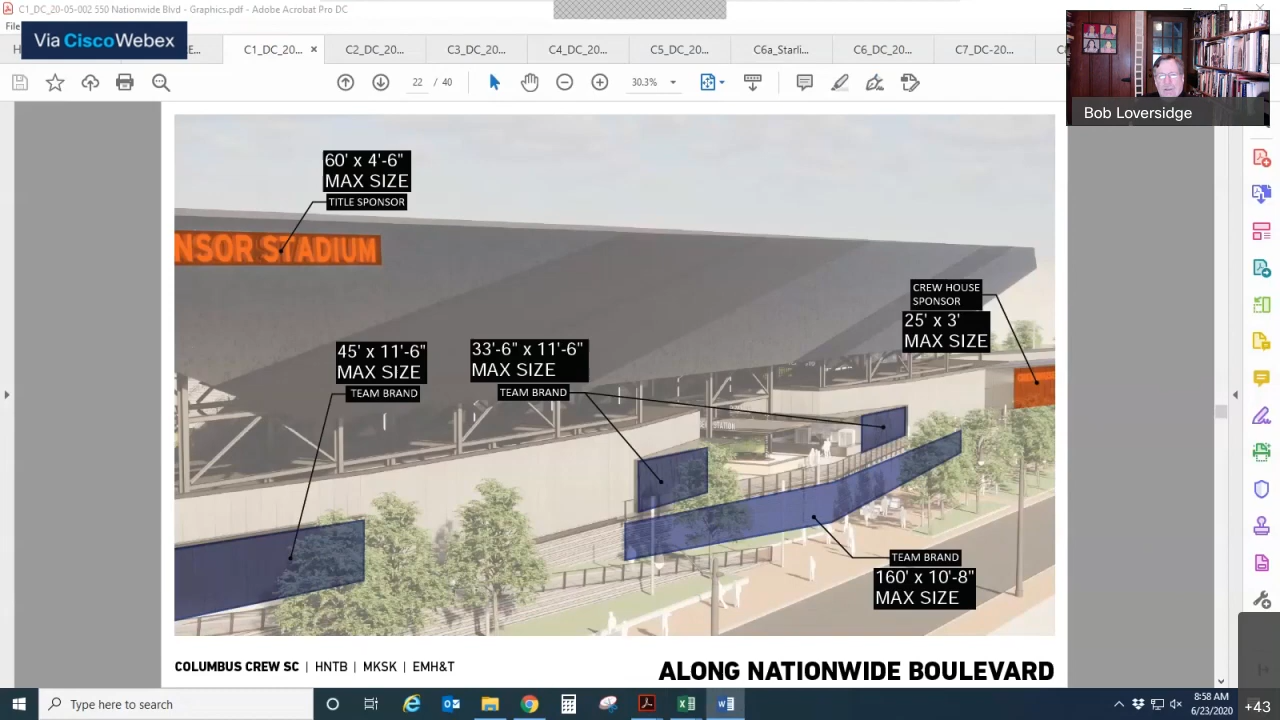 C1_DC_20-05-002 550 Nationwide Blvd - Graphics.pdf - Adobe Acrobat Pro DC
Via Cisco Webex
C1_DC_20... ×
C2_DC_20...
C3_DC_20...
C4_DC_20...
C5_DC_20...
C6a_Starli...
C6_DC_20...
C7_DC-20...
22 / 40
30.3%
Bob Loversidge
60' x 4'-6"
MAX SIZE
TITLE SPONSOR
NSOR STADIUM
CREW HOUSE
SPONSOR
25' x 3'
MAX SIZE
45' x 11'-6"
MAX SIZE
TEAM BRAND
33'-6" x 11'-6"
MAX SIZE
TEAM BRAND
TEAM BRAND
160' x 10'-8"
MAX SIZE
COLUMBUS CREW SC | HNTB | MKSK | EMH&T
ALONG NATIONWIDE BOULEVARD
Type here to search
8:58 AM
6/23/2020
+43